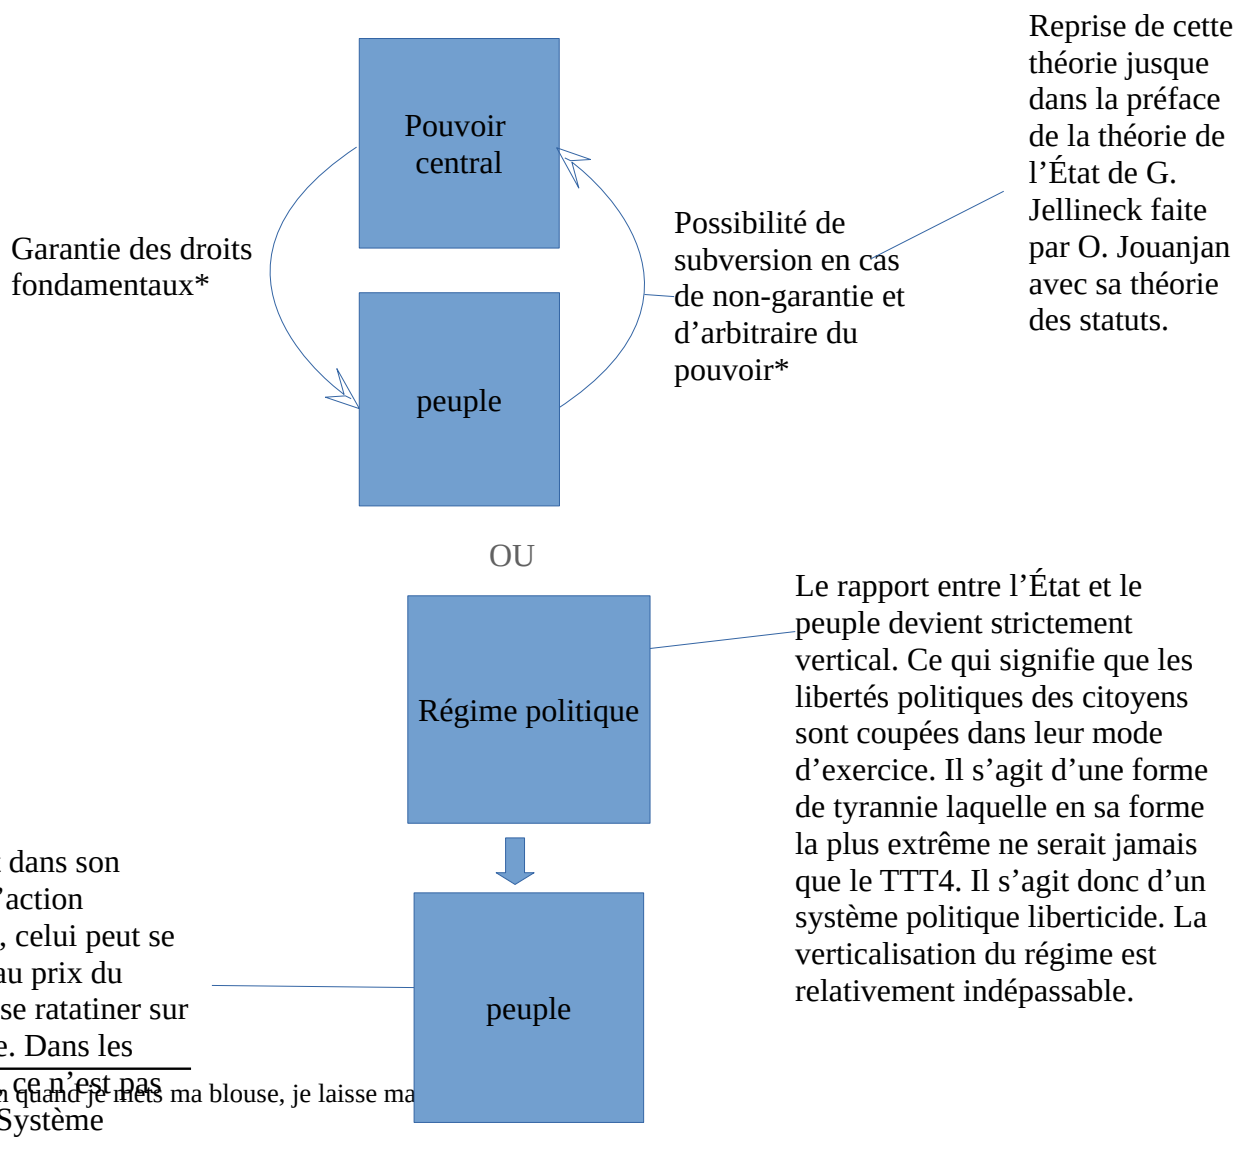 Reprise de cette
théorie jusque
dans la préface
de la théorie de
l’État de G.
Jellineck faite
par O. Jouanjan
avec sa théorie
des statuts.
Pouvoir
central
Garantie des droits
fondamentaux*
Possibilité de
subversion en cas
de non-garantie et
d’arbitraire du
pouvoir*
peuple
OU
Régime politique
Le rapport entre l’État et le
peuple devient strictement
vertical. Ce qui signifie que les
libertés politiques des citoyens
sont coupées dans leur mode
d’exercice. Il s’agit d’une forme
de tyrannie laquelle en sa forme
la plus extrême ne serait jamais
que le TTT4. Il s’agit donc d’un
système politique liberticide. La
verticalisation du régime est
relativement indépassable.
dans son
’action
, celui peut se
au prix du
se ratatiner sur
e. Dans les
, ce n’est pas
Système
quand je mets ma blouse, je laisse ma
peuple